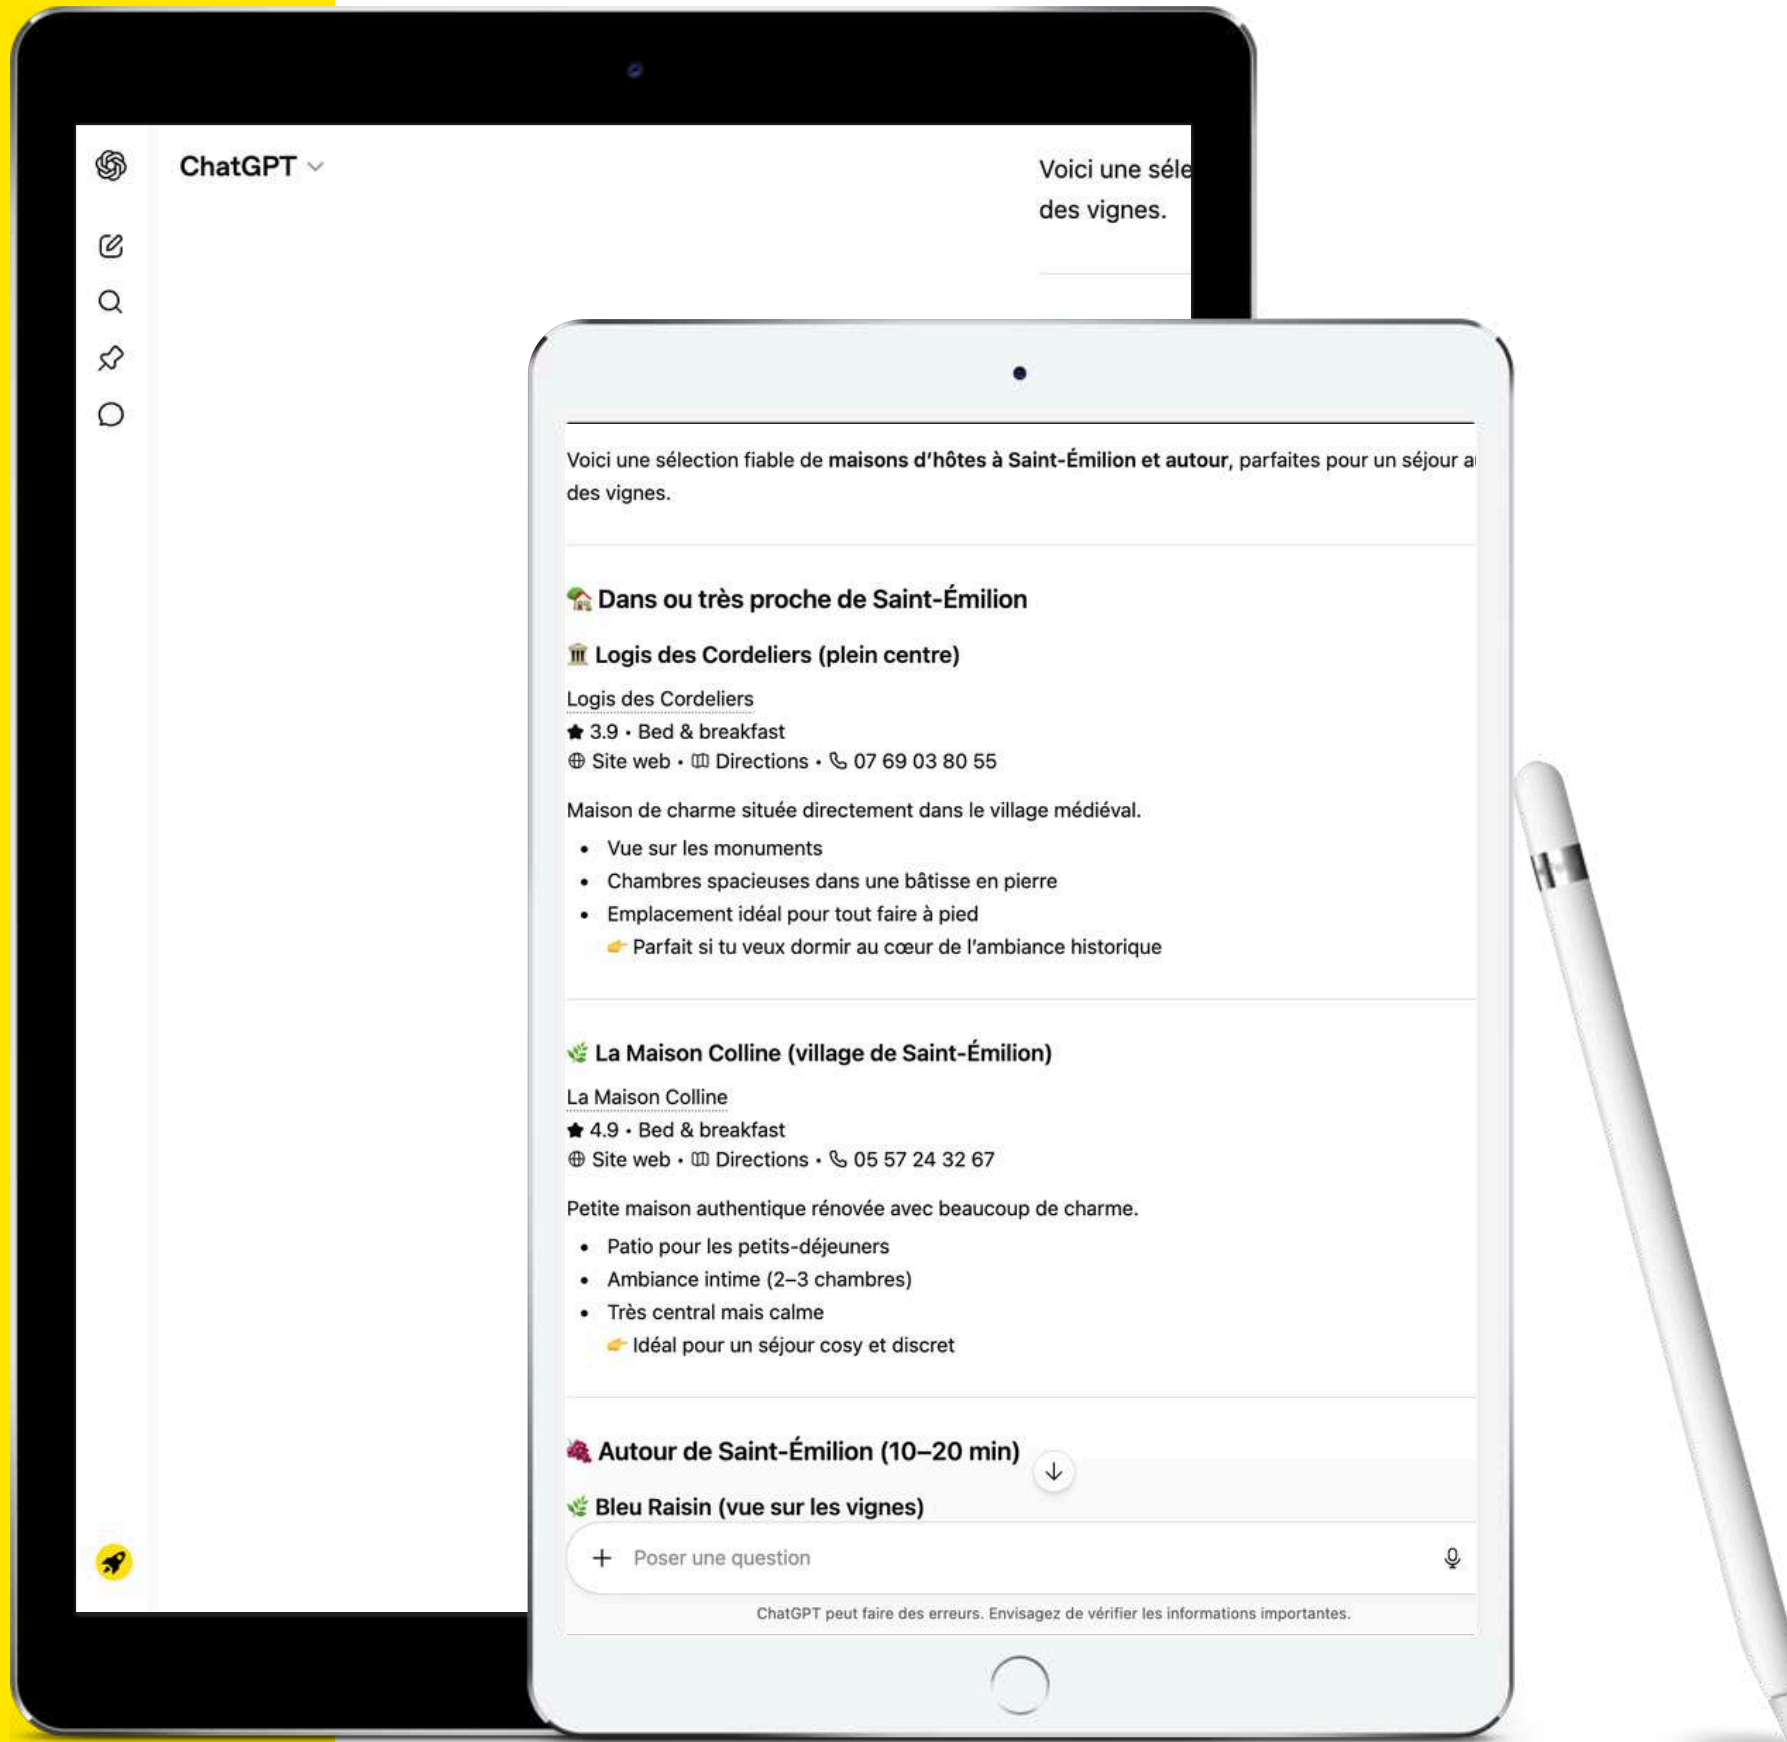 ChatGPT
Voici une séle
des vignes.
Voici une sélection fiable de maisons d'hôtes à Saint-Émilion et autour, parfaites pour un séjour a
des vignes.
🏡 Dans ou très proche de Saint-Émilion
🏛️ Logis des Cordeliers (plein centre)
Logis des Cordeliers
★ 3.9 • Bed & breakfast
Site web • Directions • 07 69 03 80 55
Maison de charme située directement dans le village médiéval.
• Vue sur les monuments
• Chambres spacieuses dans une bâtisse en pierre
• Emplacement idéal pour tout faire à pied
👉 Parfait si tu veux dormir au cœur de l'ambiance historique
🌿 La Maison Colline (village de Saint-Émilion)
La Maison Colline
★ 4.9 • Bed & breakfast
Site web • Directions • 05 57 24 32 67
Petite maison authentique rénovée avec beaucoup de charme.
• Patio pour les petits-déjeuners
• Ambiance intime (2–3 chambres)
• Très central mais calme
👉 Idéal pour un séjour cosy et discret
🍇 Autour de Saint-Émilion (10–20 min)
🌿 Bleu Raisin (vue sur les vignes)
Poser une question
ChatGPT peut faire des erreurs. Envisagez de vérifier les informations importantes.